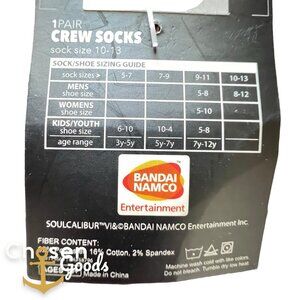 1PAIR
CREW SOCKS
sock size 10-13
SOCK/SHOE SIZING GUIDE
sock sizes > 5-7 7-9 9-11 10-13
MENS
shoe size 5-8 8-12
WOMENS
shoe size 5-10
KIDS/YOUTH
shoe size 6-10 10-4 5-8
age range 3y-5y 5y-7y 7y-12y
BANDAI
NAMCO
Entertainment
SOULCALIBUR™VI&©BANDAI NAMCO Entertainment Inc.
FIBER CONTENT:
16% Cotton, 2% Spandex
Made in China
Machine wash cold with like colors.
Do not bleach. Tumble dry low heat
Chosen
Goods